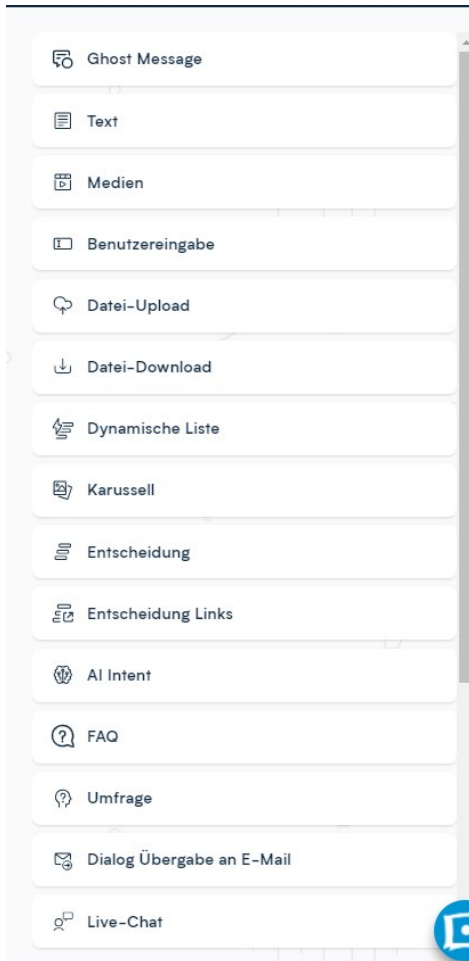 Ghost Message
Text
Medien
Benutzereingabe
Datei-Upload
Datei-Download
Dynamische Liste
Karussell
Entscheidung
Entscheidung Links
AI Intent
FAQ
Umfrage
Dialog Übergabe an E-Mail
Live-Chat